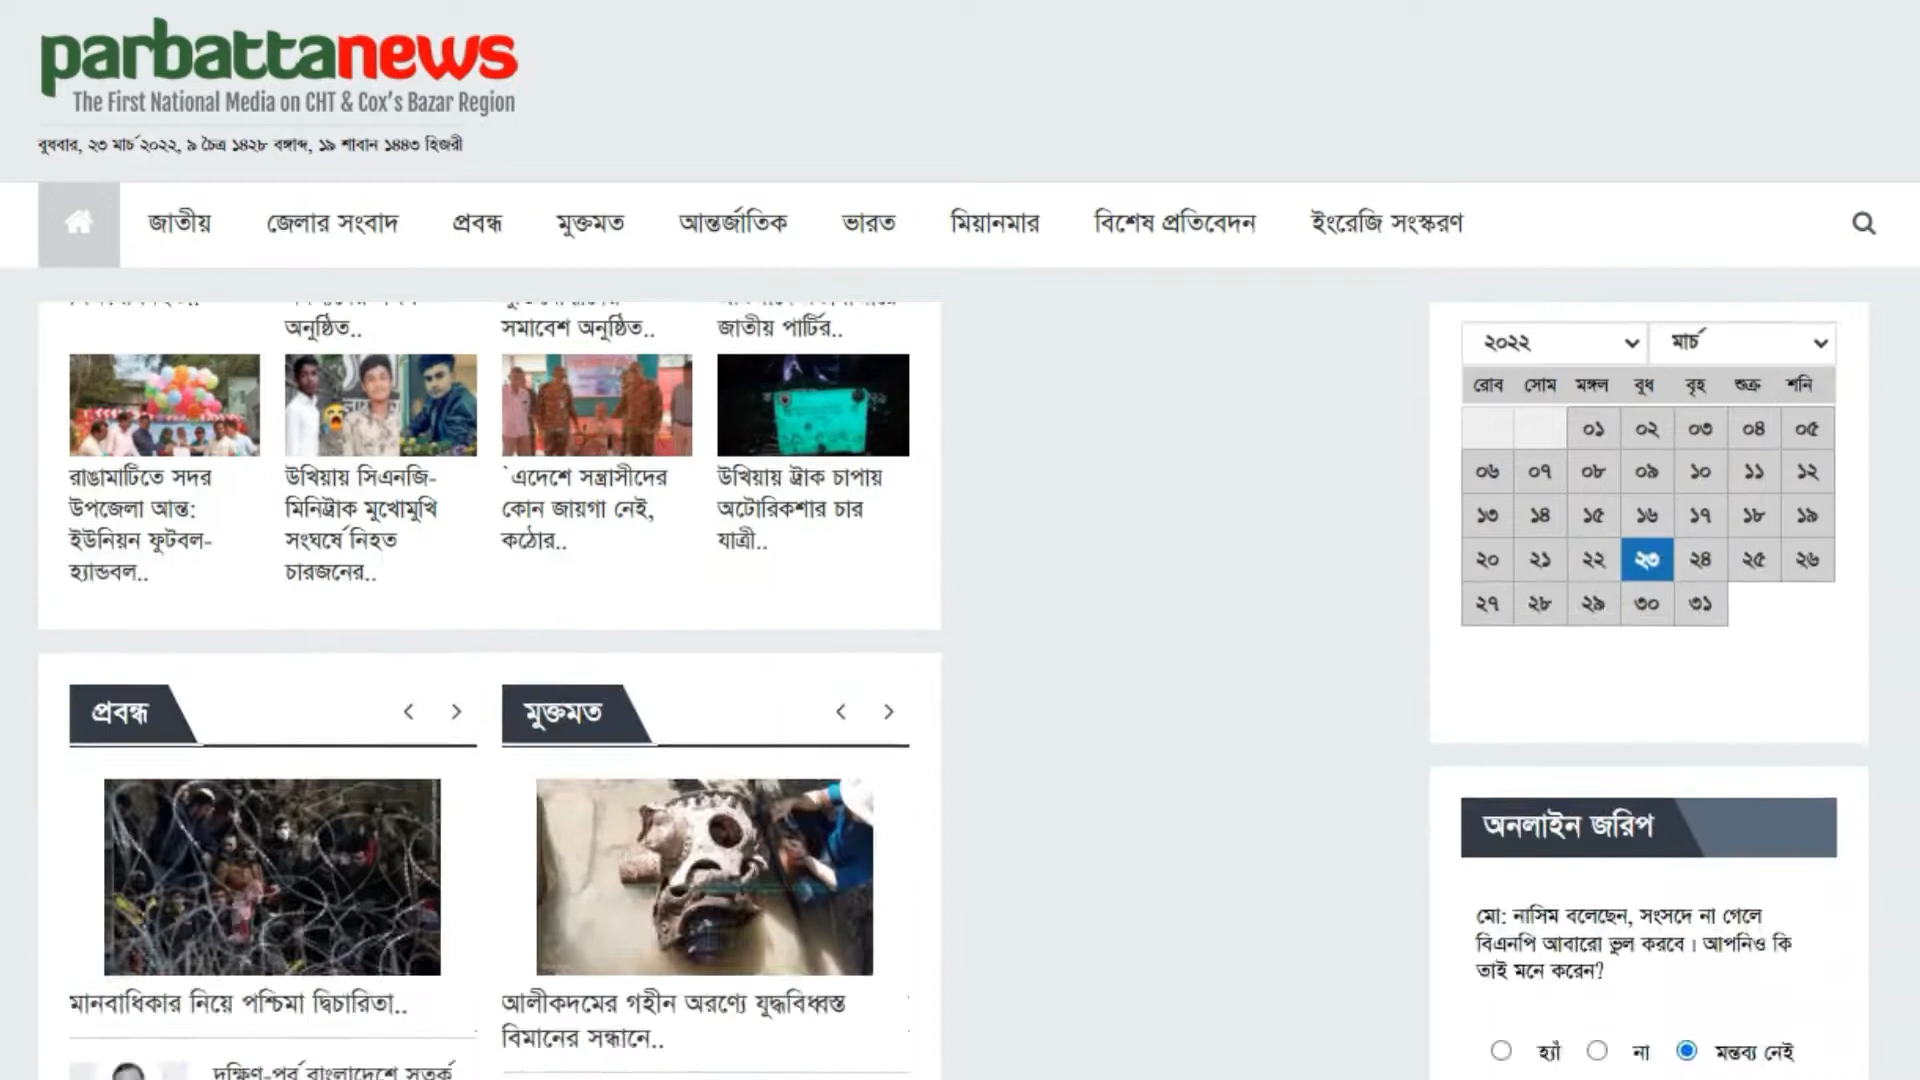 parbattanews
The First National Media on CHT & Cox's Bazar Region
বুধবার, ২৩ মার্চ ২০২২, ৯ চৈত্র ১৪২৮ বঙ্গাব্দ, ১৯ শাবান ১৪৪৩ হিজরী
জাতীয় জেলার সংবাদ প্রবন্ধ মুক্তমত আন্তর্জাতিক ভারত মিয়ানমার বিশেষ প্রতিবেদন ইংরেজি সংস্করণ
অনুষ্ঠিত..
সমাবেশ অনুষ্ঠিত..
জাতীয় পার্টির..
রাঙামাটিতে সদর
উপজেলা আন্ত:
ইউনিয়ন ফুটবল-
হ্যান্ডবল..
উখিয়ায় সিএনজি-
মিনিট্রাক মুখোমুখি
সংঘর্ষে নিহত
চারজনের..
`এদেশে সন্ত্রাসীদের
কোন জায়গা নেই,
কঠোর..
উখিয়ায় ট্রাক চাপায়
অটোরিকশার চার
যাত্রী..
প্রবন্ধ
মানবাধিকার নিয়ে পশ্চিমা দ্বিচারিতা..
দক্ষিণ-পূর্ব বাংলাদেশে সতর্ক
মুক্তমত
আলীকদমের গহীন অরণ্যে যুদ্ধবিধ্বস্ত
বিমানের সন্ধানে..
২০২২ মার্চ
রোব সোম মঙ্গল বুধ বৃহ শুক্র শনি
০১ ০২ ০৩ ০৪ ০৫
০৬ ০৭ ০৮ ০৯ ১০ ১১ ১২
১৩ ১৪ ১৫ ১৬ ১৭ ১৮ ১৯
২০ ২১ ২২ ২৩ ২৪ ২৫ ২৬
২৭ ২৮ ২৯ ৩০ ৩১
অনলাইন জরিপ
মো: নাসিম বলেছেন, সংসদে না গেলে
বিএনপি আবারো ভুল করবে। আপনিও কি
তাই মনে করেন?
হ্যাঁ না মন্তব্য নেই